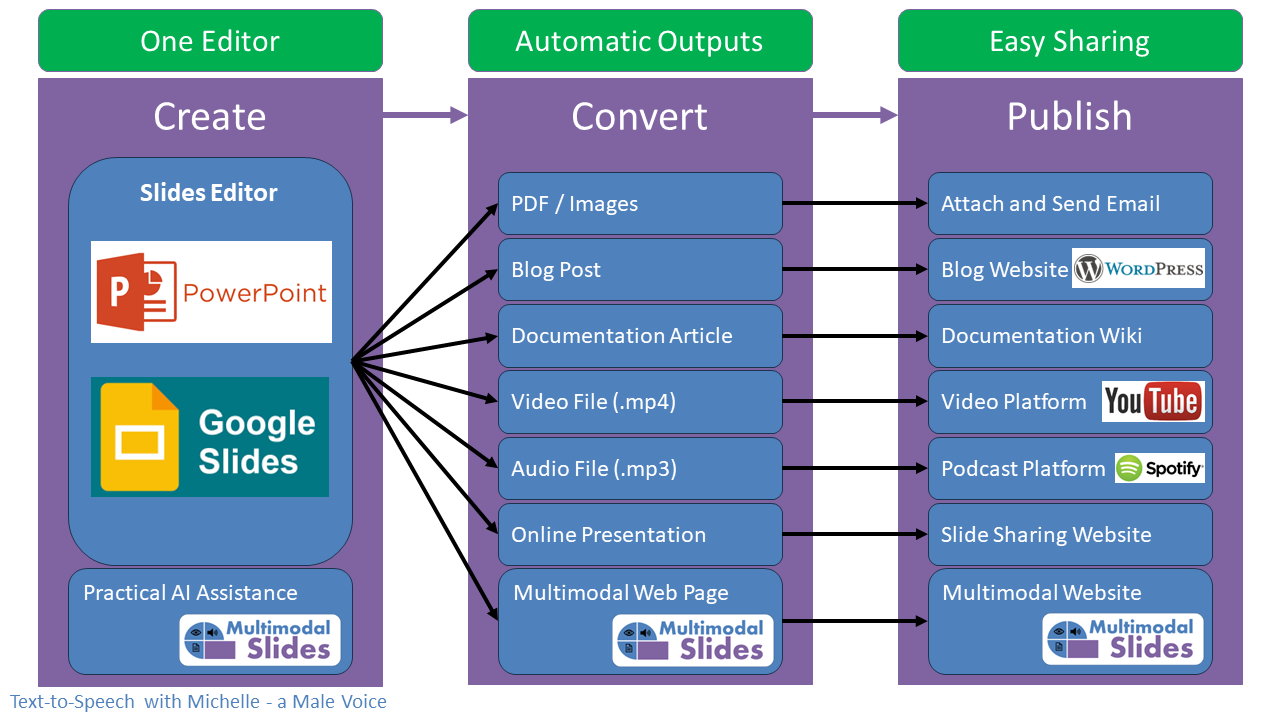 One Editor
Automatic Outputs
Easy Sharing
Create
Convert
Publish
Slides Editor
P PowerPoint
Google
Slides
Practical AI Assistance
Multimodal
Slides
PDF / Images
Blog Post
Documentation Article
Video File (.mp4)
Audio File (.mp3)
Online Presentation
Multimodal Web Page
Multimodal
Slides
Attach and Send Email
Blog Website WORDPRESS
Documentation Wiki
Video Platform YouTube
Podcast Platform Spotify
Slide Sharing Website
Multimodal Website
Multimodal
Slides
Text-to-Speech with Michelle - a Male Voice